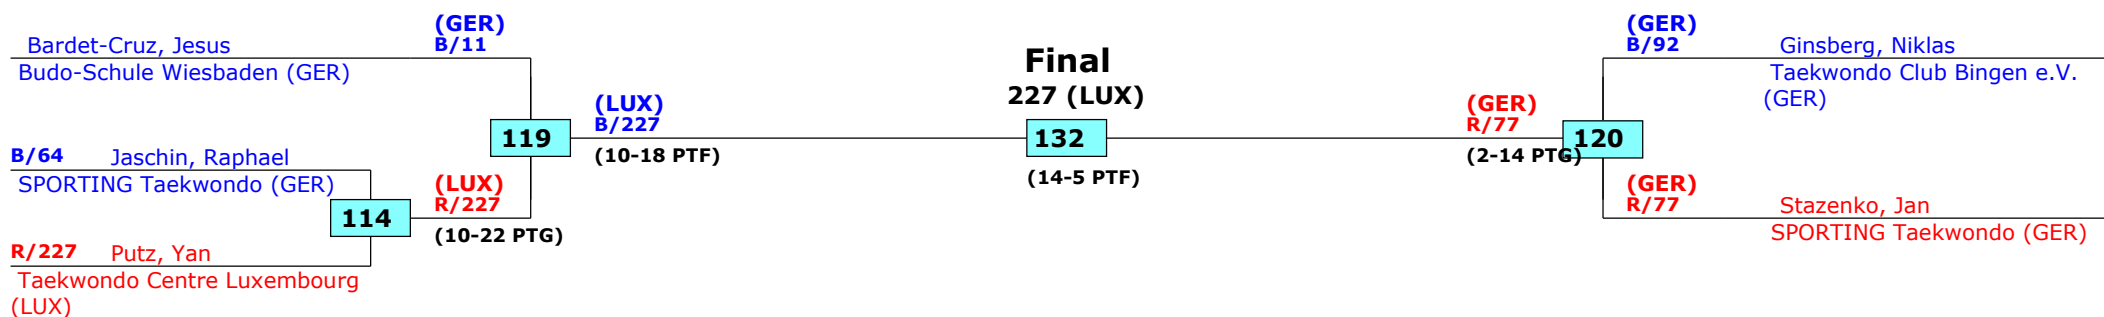 (GER)
B/11
Bardet-Cruz, Jesus
Budo-Schule Wiesbaden (GER)
119
B/64 Jaschin, Raphael
SPORTING Taekwondo (GER)
114
(LUX)
R/227
(10-22 PTG)
R/227 Putz, Yan
Taekwondo Centre Luxembourg
(LUX)
(LUX)
B/227
(10-18 PTF)
Final
227 (LUX)
132
(14-5 PTF)
(GER)
R/77
(2-14 PTG)
120
(GER)
B/92
Ginsberg, Niklas
Taekwondo Club Bingen e.V.
(GER)
(GER)
R/77
Stazenko, Jan
SPORTING Taekwondo (GER)